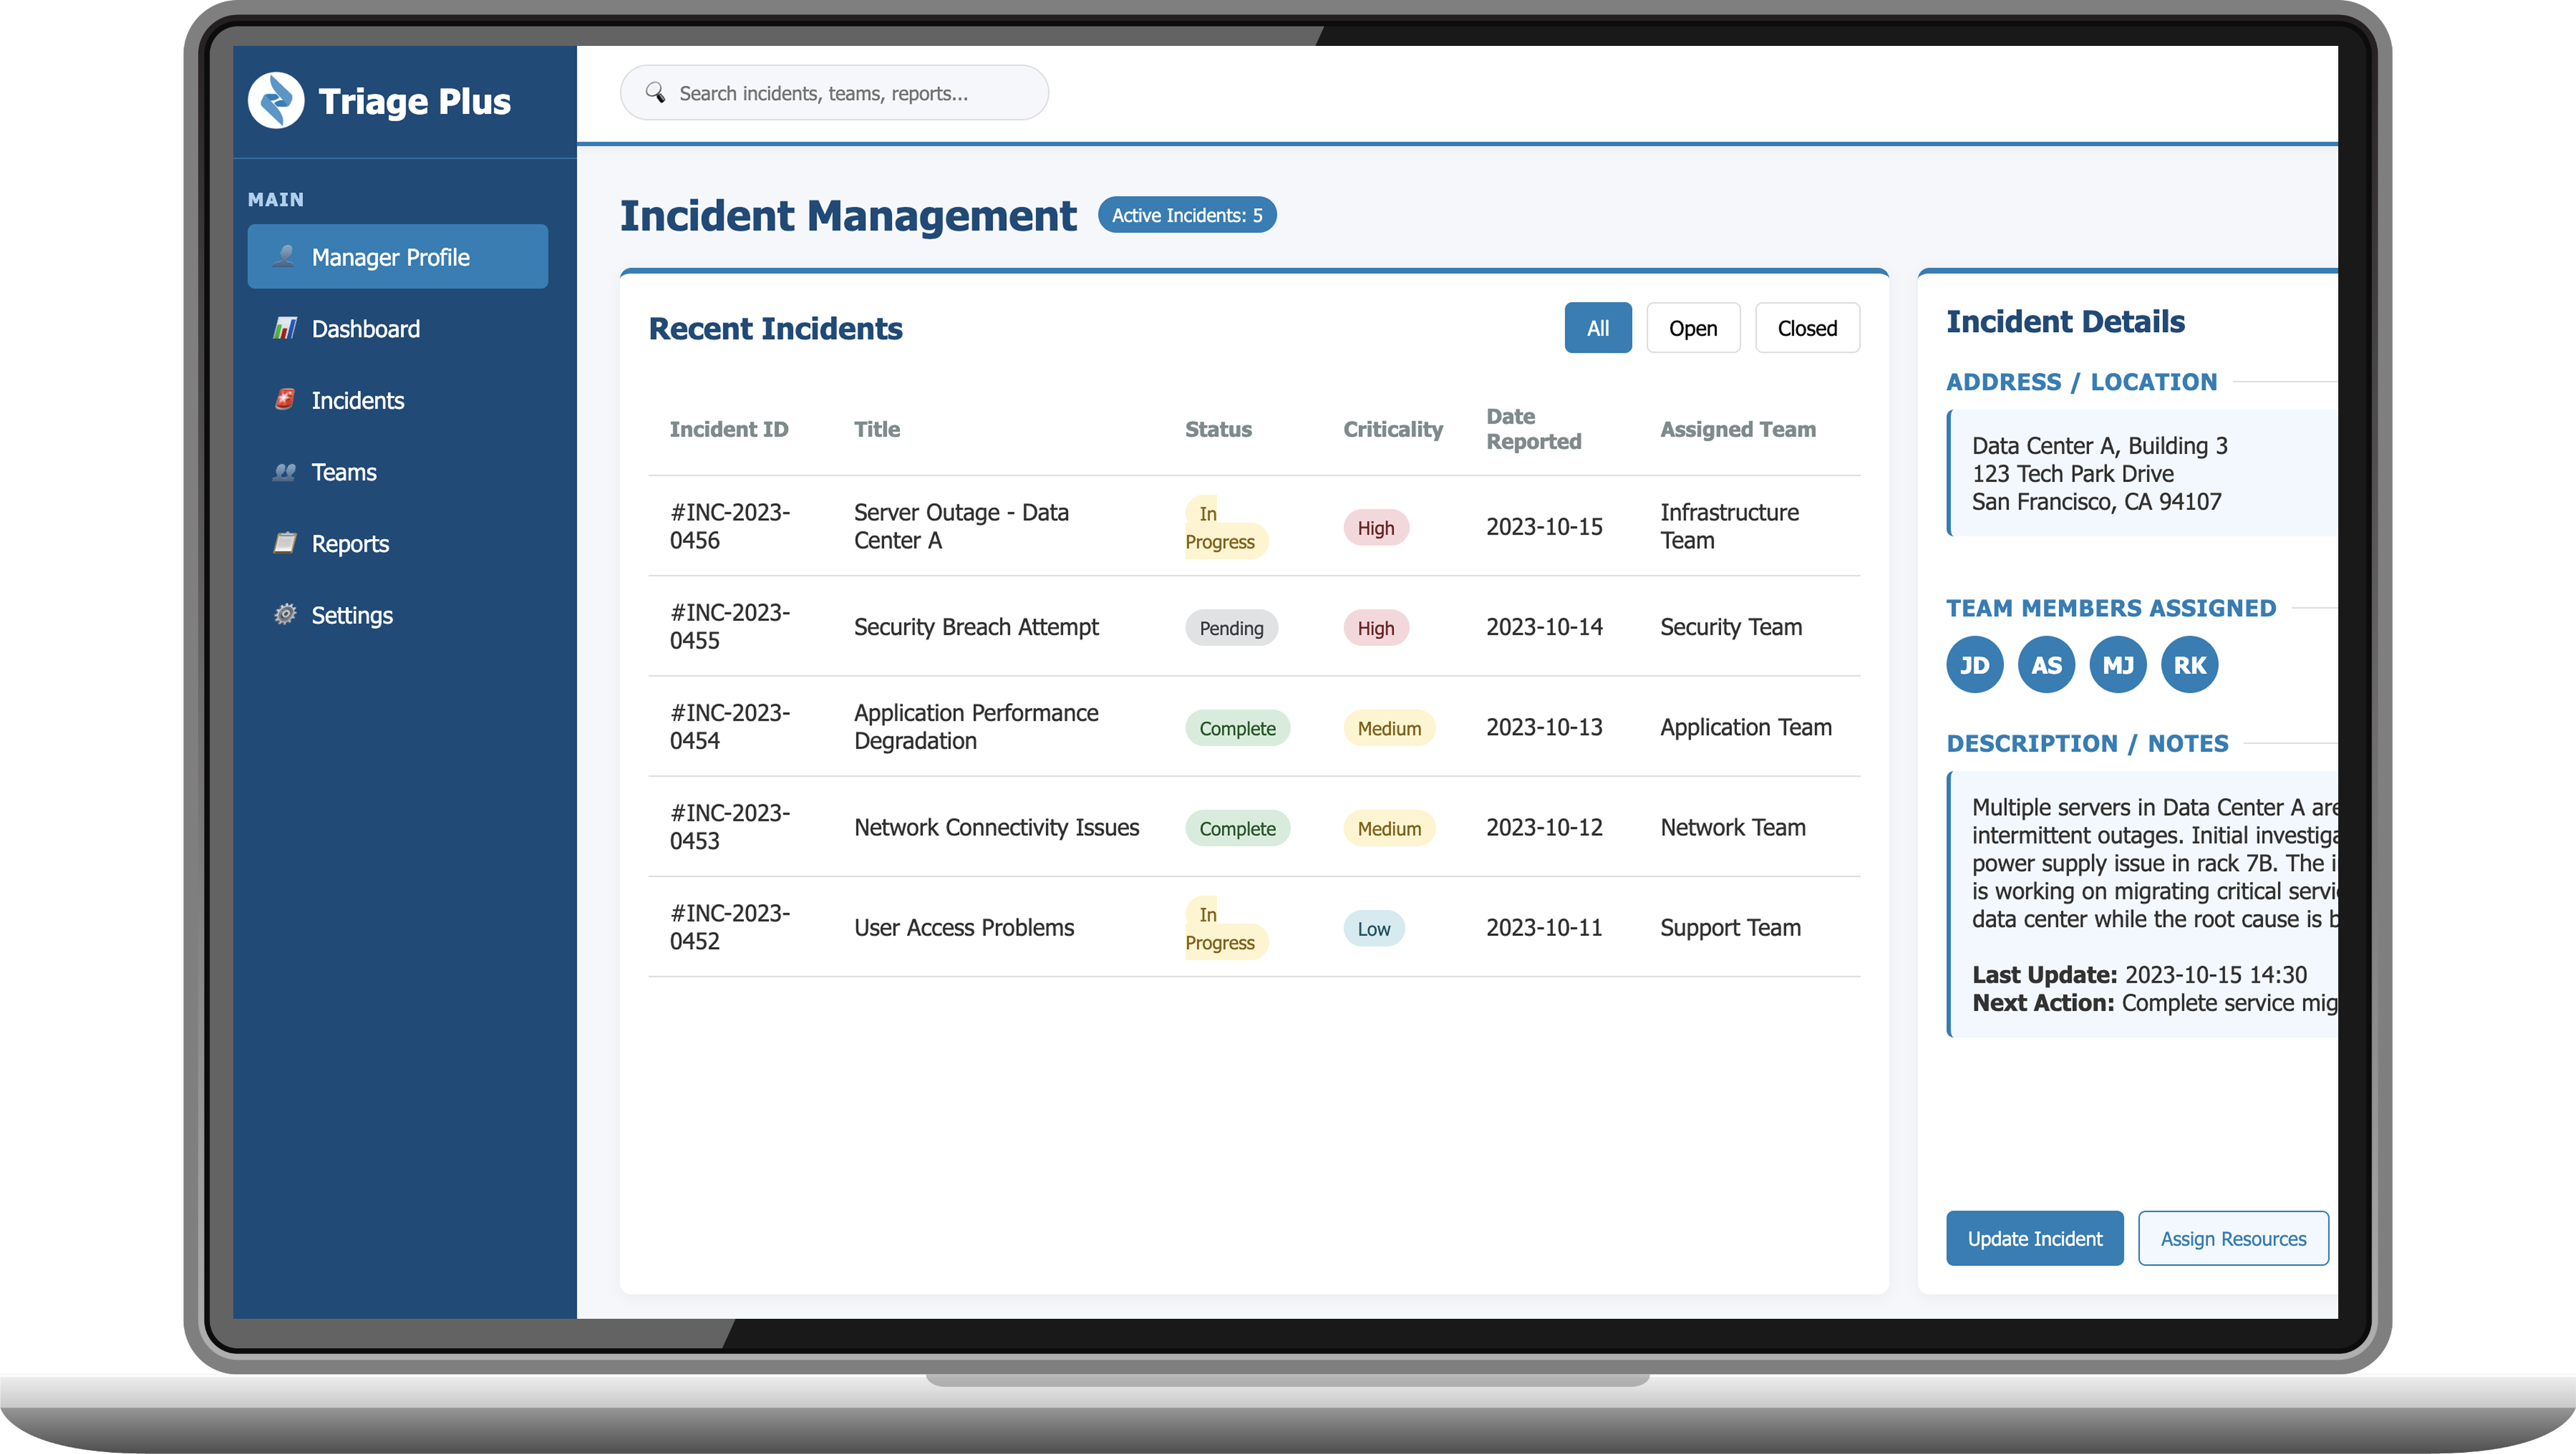 Triage Plus
Search incidents, teams, reports...
MAIN
Manager Profile
Dashboard
Incidents
Teams
Reports
Settings
Incident Management
Active Incidents: 5
Recent Incidents
All
Open
Closed
Incident ID
Title
Status
Criticality
Date
Reported
Assigned Team
#INC-2023-
0456
Server Outage - Data
Center A
In
Progress
High
2023-10-15
Infrastructure
Team
#INC-2023-
0455
Security Breach Attempt
Pending
High
2023-10-14
Security Team
#INC-2023-
0454
Application Performance
Degradation
Complete
Medium
2023-10-13
Application Team
#INC-2023-
0453
Network Connectivity Issues
Complete
Medium
2023-10-12
Network Team
#INC-2023-
0452
User Access Problems
In
Progress
Low
2023-10-11
Support Team
Incident Details
ADDRESS / LOCATION
Data Center A, Building 3
123 Tech Park Drive
San Francisco, CA 94107
TEAM MEMBERS ASSIGNED
JD
AS
MJ
RK
DESCRIPTION / NOTES
Multiple servers in Data Center A are
intermittent outages. Initial investiga
power supply issue in rack 7B. The i
is working on migrating critical servi
data center while the root cause is b
Last Update: 2023-10-15 14:30
Next Action: Complete service mig
Update Incident
Assign Resources